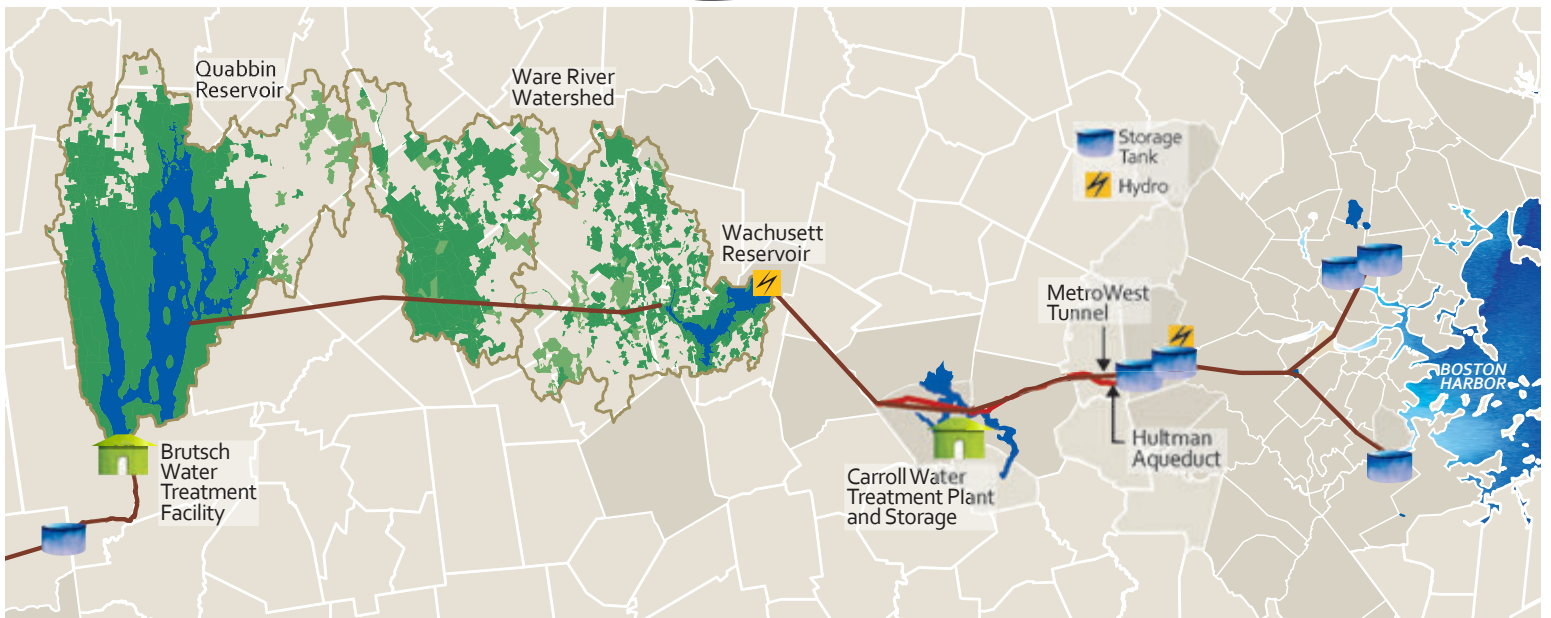 Quabbin
Reservoir
Ware River
Watershed
Storage
Tank
Hydro
Wachusett
Reservoir
MetroWest
Tunnel
BOSTON
HARBOR
Hultman
Aqueduct
Brutsch
Water
Treatment
Facility
Carroll Water
Treatment Plant
and Storage